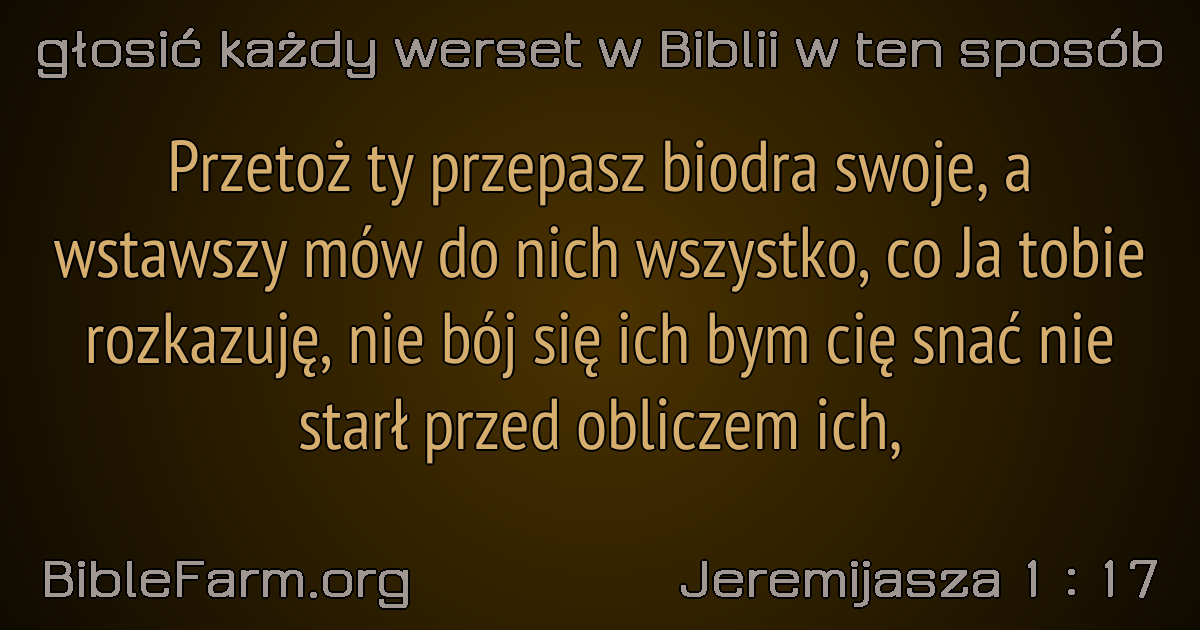 głosić każdy werset w Biblii w ten sposób
Przetoż ty przepasz biodra swoje, a
wstawszy mów do nich wszystko, co Ja tobie
rozkazuję, nie bój się ich bym cię snać nie
starł przed obliczem ich,
BibleFarm.org
Jeremijasza 1 : 17